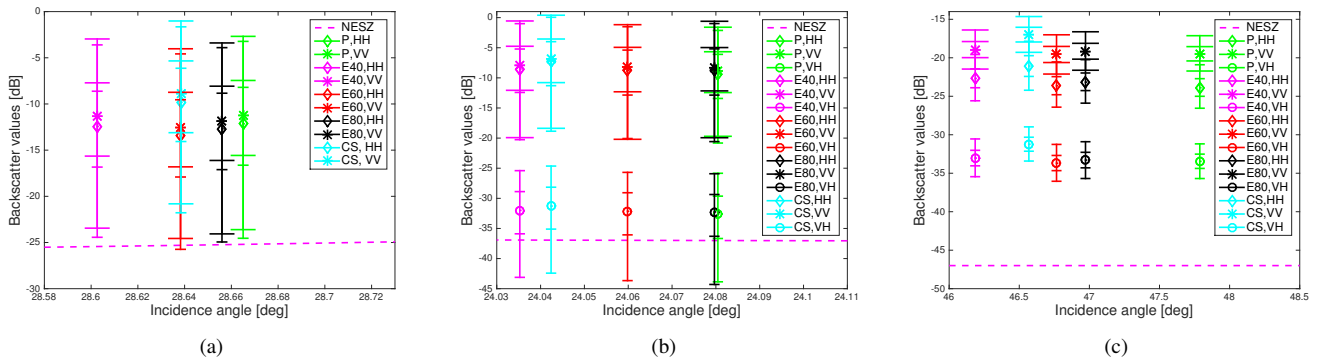 0
-5
-10
-15
-20
-25
-30
Backscatter values [dB]
28.58 28.6 28.62 28.64 28.66 28.68 28.7 28.72
Incidence angle [deg]
NESZ
P,HH
P,VV
E40,HH
E40,VV
E60,HH
E60,VV
E80,HH
E80,VV
CS, HH
CS, VV
(a)
0
-5
-10
-15
-20
-25
-30
-35
-40
-45
Backscatter values [dB]
24.03 24.04 24.05 24.06 24.07 24.08 24.09 24.1 24.11
Incidence angle [deg]
NESZ
P,HH
P,VV
P,VH
E40,HH
E40,VV
E40,VH
E60,HH
E60,VV
E60,VH
E80,HH
E80,VV
E80,VH
CS,HH
CS,VV
CS,VH
(b)
-15
-20
-25
-30
-35
-40
-45
-50
Backscatter values [dB]
46 46.5 47 47.5 48 48.5
Incidence angle [deg]
NESZ
P,HH
P,VV
P,VH
E40,HH
E40,VV
E40,VH
E60,HH
E60,VV
E60,VH
E80,HH
E80,VV
E80,VH
CS,HH
CS,VV
CS,VH
(c)